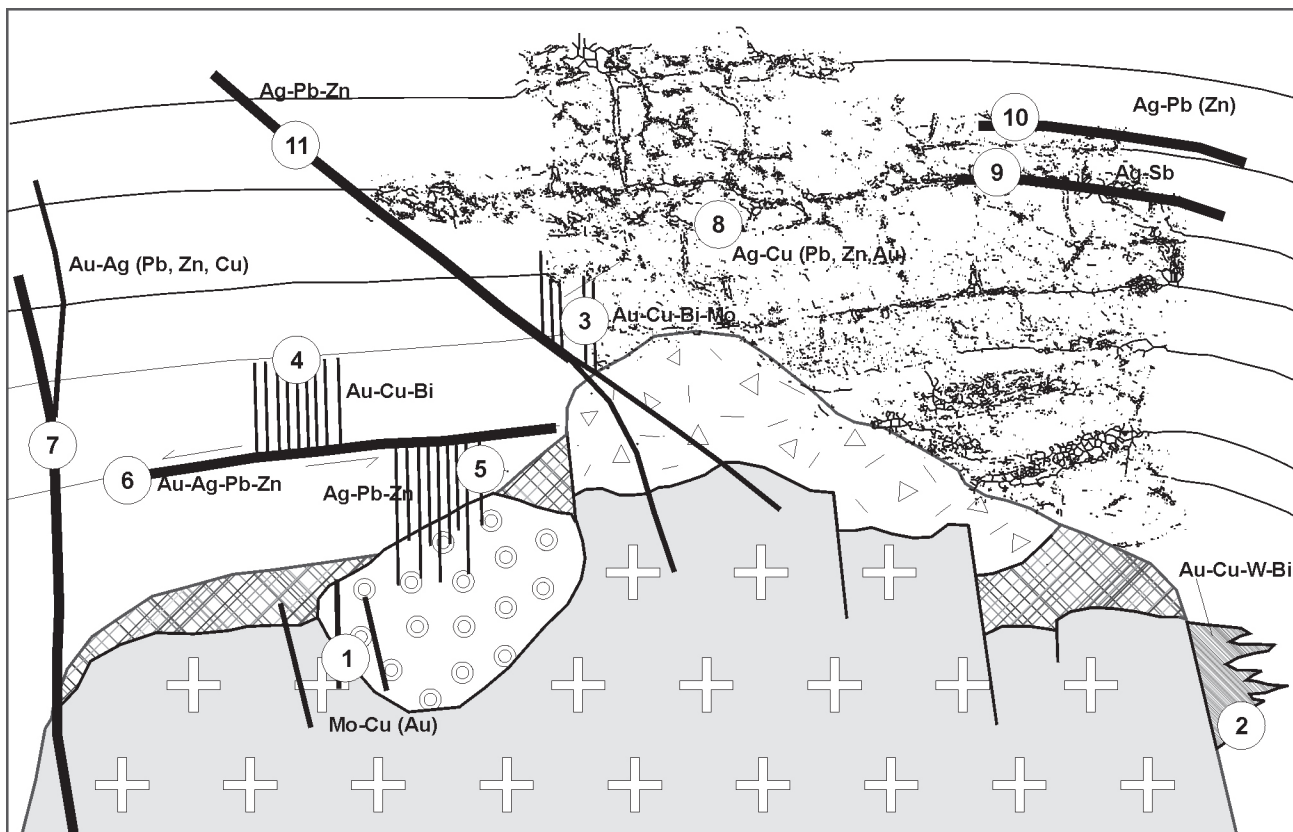 Ag-Pb-Zn
11
10
Ag-Pb (Zn)
9
Ag-Sb
8
Ag-Cu (Pb, Zn,Au)
Au-Ag (Pb, Zn, Cu)
3
Au-Cu-Bi-Mo
4
Au-Cu-Bi
7
6
Au-Ag-Pb-Zn
Ag-Pb-Zn
5
Au-Cu-W-Bi
1
Mo-Cu (Au)
2